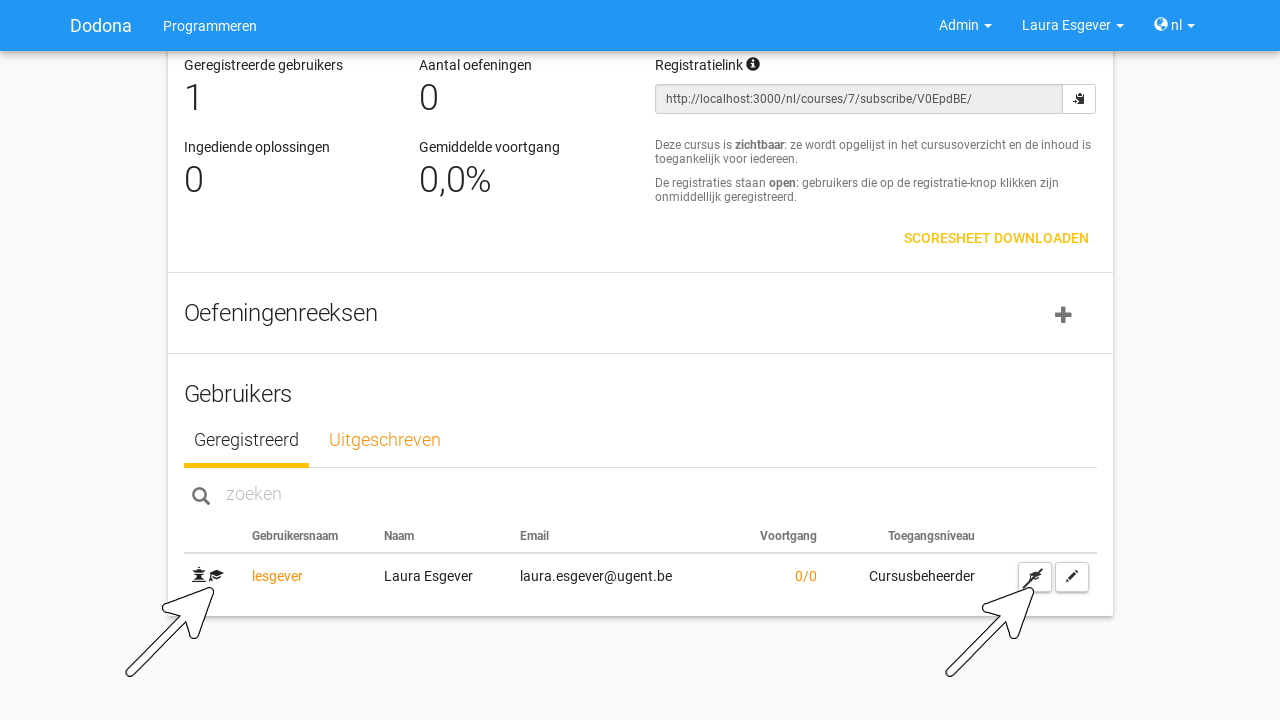 Dodona Programmeren Admin Laura Esgever nl
Geregistreerde gebruikers Aantal oefeningen Registratielink
1 0
http://localhost:3000/nl/courses/7/subscribe/V0EpdBE/
Ingediende oplossingen Gemiddelde voortgang
0 0,0%
Deze cursus is zichtbaar: ze wordt opgelijst in het cursusoverzicht en de inhoud is
toegankelijk voor iedereen.
De registraties staan open: gebruikers die op de registratie-knop klikken zijn
onmiddellijk geregistreerd.
SCORESHEET DOWNLOADEN
Oefeningenreeksen
Gebruikers
Geregistreerd Uitgeschreven
zoeken
Gebruikersnaam Naam Email Voortgang Toegangsniveau
lesgever Laura Esgever laura.esgever@ugent.be 0/0 Cursusbeheerder